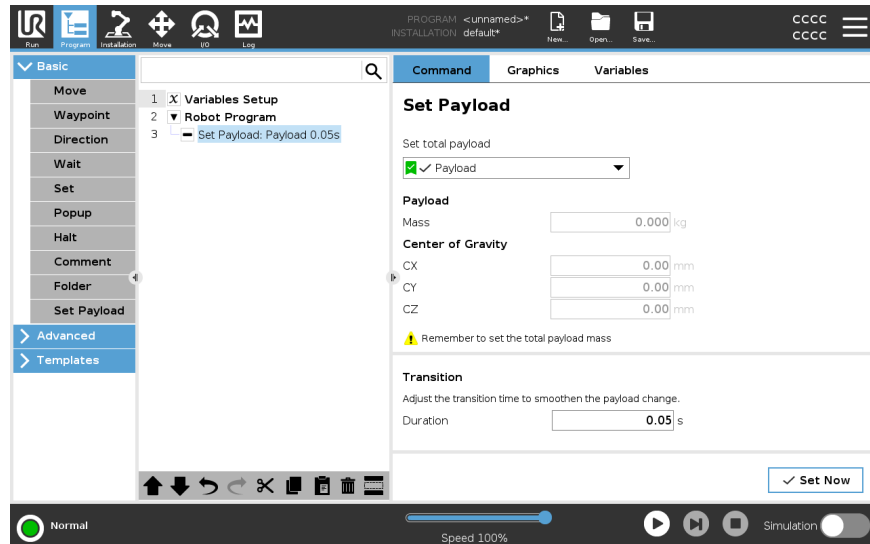 UR
PROGRAM <unnamed>*
INSTALLATION default*
CCCC
CCCC
Run
Program
Installation
Move
I/O
Log
New...
Open...
Save...
Basic
Move
Waypoint
Direction
Wait
Set
Popup
Halt
Comment
Folder
Set Payload
Advanced
Templates
1 X Variables Setup
2 Robot Program
3 Set Payload: Payload 0.05s
Command Graphics Variables
Set Payload
Set total payload
Payload
Payload
Mass 0.000 kg
Center of Gravity
CX 0.00 mm
CY 0.00 mm
CZ 0.00 mm
Remember to set the total payload mass
Transition
Adjust the transition time to smoothen the payload change.
Duration 0.05 s
Set Now
Normal
Speed 100%
Simulation